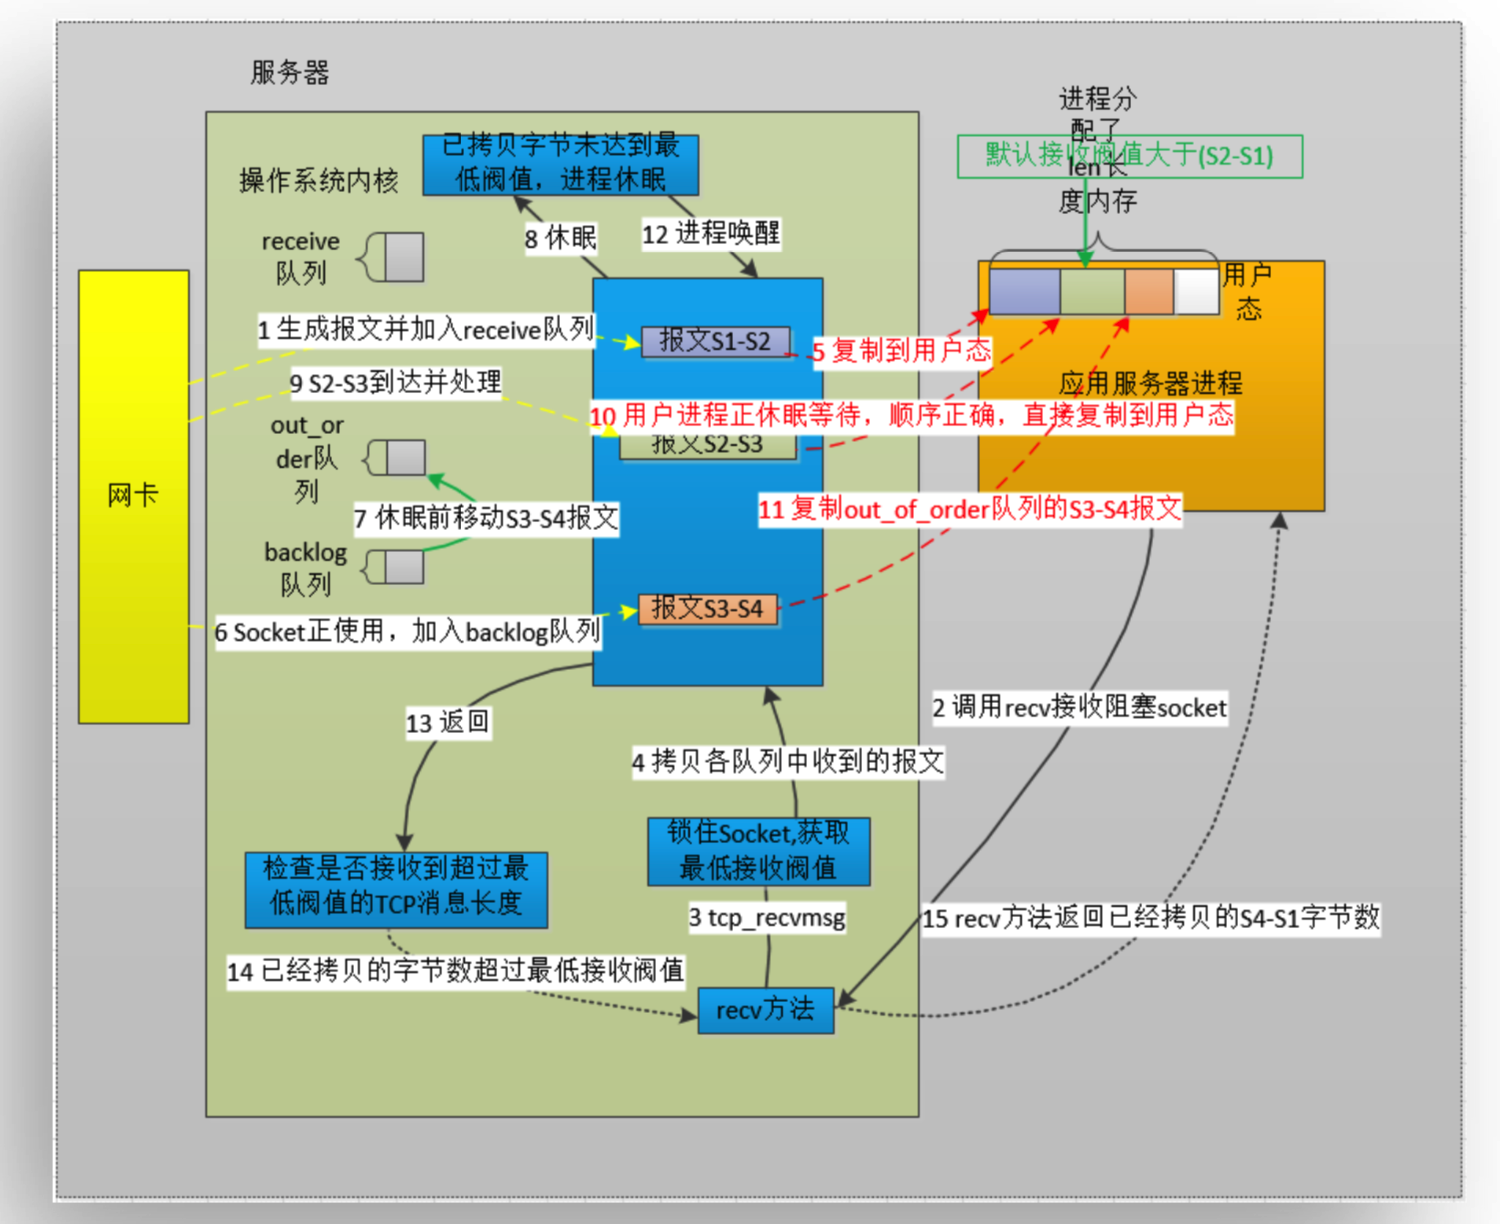 服务器
进程分
配了
len长
度内存
默认接收阀值大于(S2-S1)
已拷贝字节未达到最
低阀值，进程休眠
操作系统内核
8 休眠
12 进程唤醒
receive
队列
用户
态
1 生成报文并加入receive队列
报文S1-S2
5 复制到用户态
9 S2-S3到达并处理
应用服务器进程
10 用户进程正休眠等待，顺序正确，直接复制到用户态
out_or
der队
列
报文S2-S3
网卡
7 休眠前移动S3-S4报文
11 复制out_of_order队列的S3-S4报文
backlog
队列
报文S3-S4
6 Socket正使用，加入backlog队列
13 返回
2 调用recv接收阻塞socket
4 拷贝各队列中收到的报文
锁住Socket,获取
最低接收阀值
检查是否接收到超过最
低阀值的TCP消息长度
3 tcp_recvmsg
15 recv方法返回已经拷贝的S4-S1字节数
14 已经拷贝的字节数超过最低接收阀值
recv方法